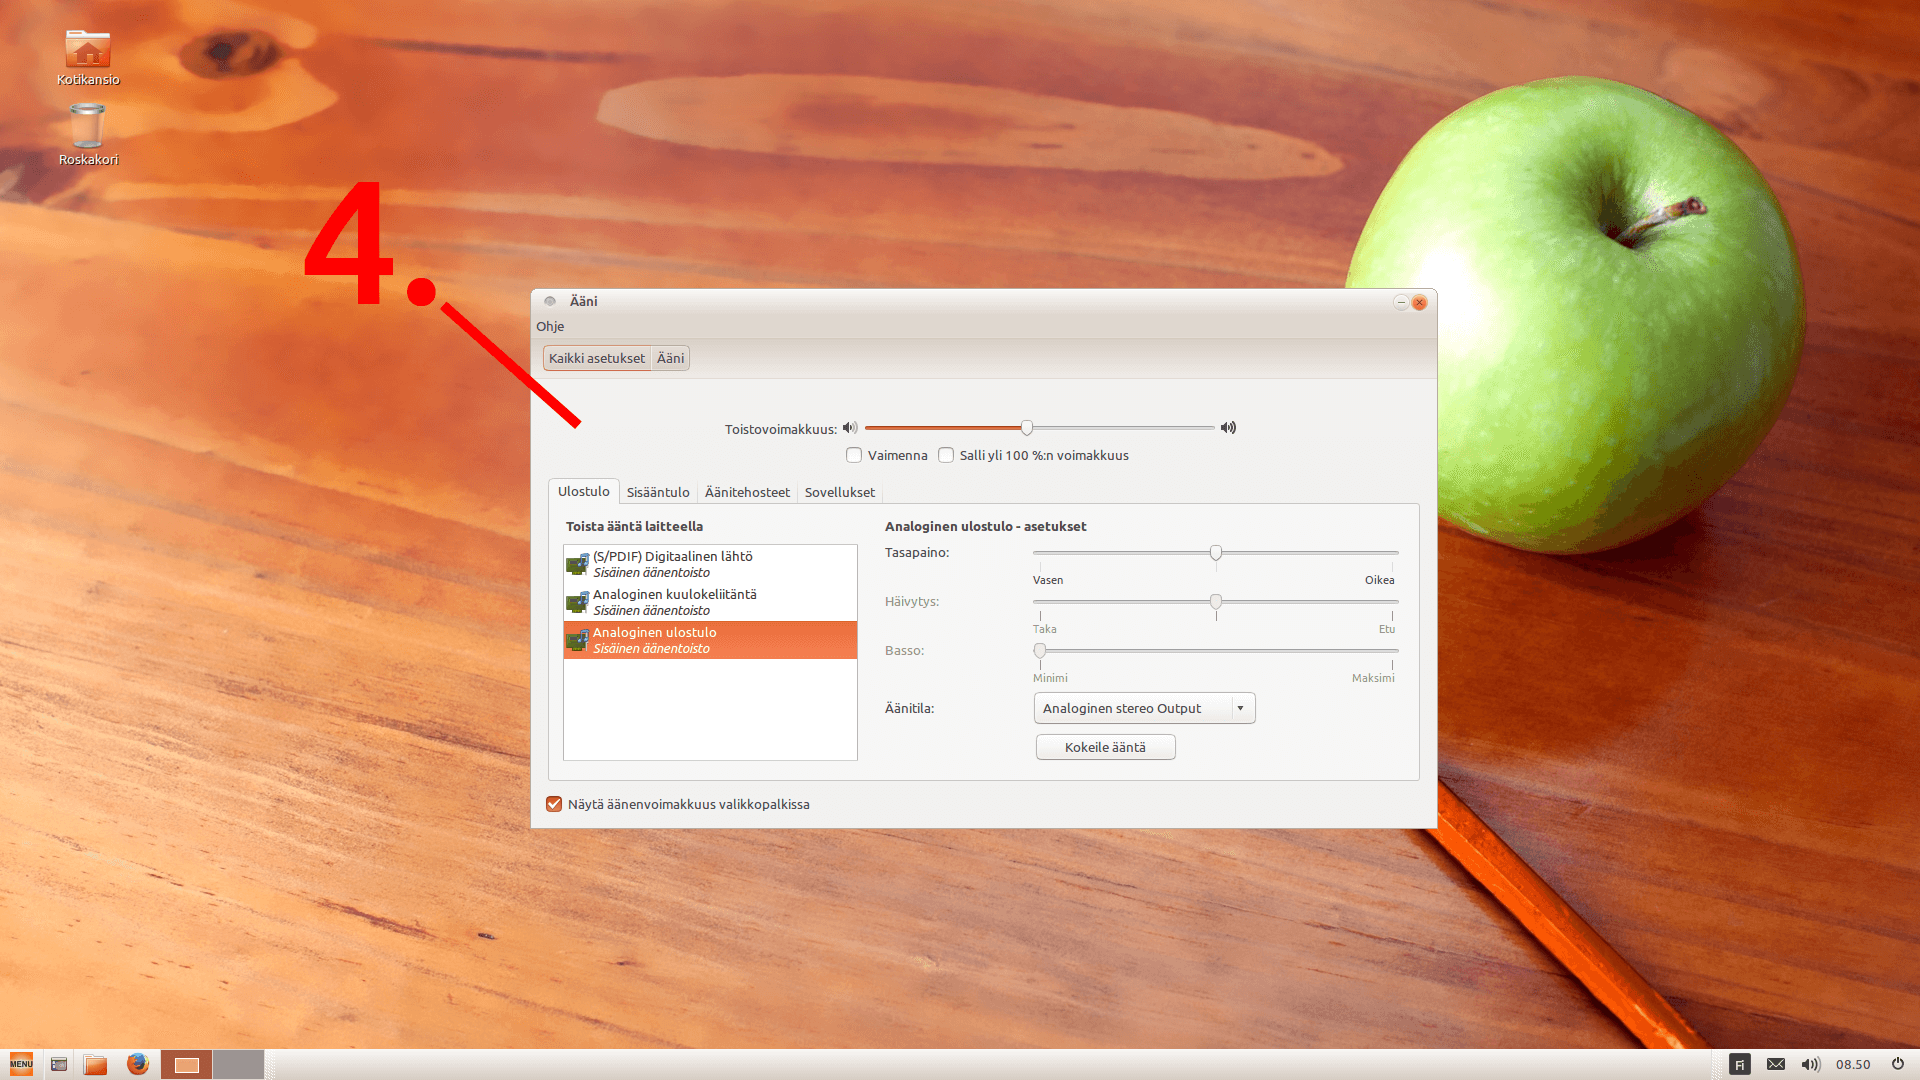 Kotikansio
Roskakori
4.
Ääni
Ohje
Kaikki asetukset Ääni
Toistovoimakkuus:
Vaimenna Salli yli 100 %:n voimakkuus
Ulostulo Sisääntulo Äänitehosteet Sovellukset
Toista ääntä laitteella
(S/PDIF) Digitaalinen lähtö
Sisäinen äänentoisto
Analoginen kuulokeliitäntä
Sisäinen äänentoisto
Analoginen ulostulo
Sisäinen äänentoisto
Analoginen ulostulo - asetukset
Tasapaino:
Vasen Oikea
Häivytys:
Taka Etu
Basso:
Minimi Maksimi
Äänitila: Analoginen stereo Output
Kokeile ääntä
Näytä äänenvoimakkuus valikkopalkissa
MENU Fi 08.50